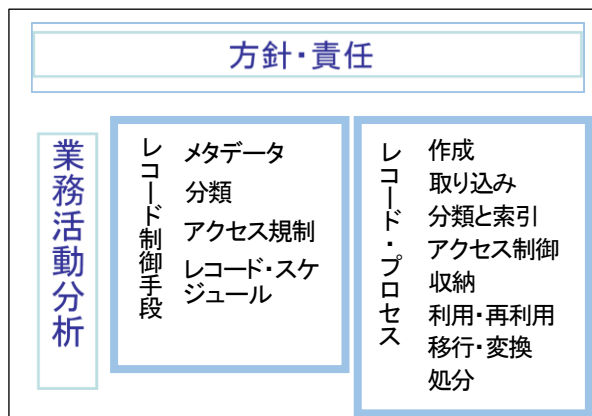 方針・責任
業務活動分析
レコード制御手段
メタデータ
分類
アクセス規制
レコード・スケ
ジュール
レコード・プロセス
作成
取り込み
分類と索引
アクセス制御
収納
利用・再利用
移行・変換
処分